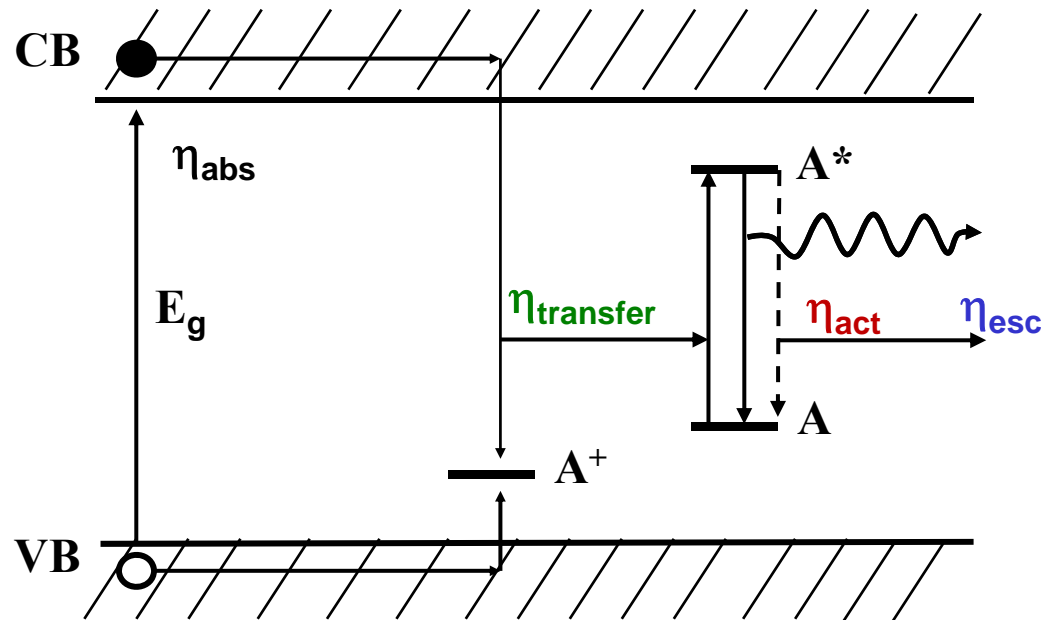 CB
ηabs
A*
Eg
ηtransfer
ηact
ηesc
A
A+
VB